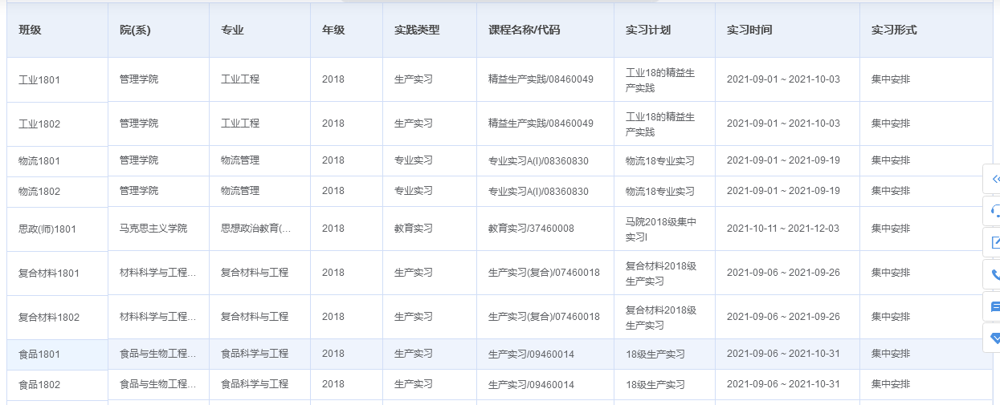 班级 院(系) 专业 年级 实践类型 课程名称/代码 实习计划 实习时间 实习形式
工业1801 管理学院 工业工程 2018 生产实习 精益生产实践/08460049 工业18的精益生 2021-09-01 ~ 2021-10-03 集中安排
产实践
工业1802 管理学院 工业工程 2018 生产实习 精益生产实践/08460049 工业18的精益生 2021-09-01 ~ 2021-10-03 集中安排
产实践
物流1801 管理学院 物流管理 2018 专业实习 专业实习A(I)/08360830 物流18专业实习 2021-09-01 ~ 2021-09-19 集中安排
物流1802 管理学院 物流管理 2018 专业实习 专业实习A(I)/08360830 物流18专业实习 2021-09-01 ~ 2021-09-19 集中安排
思政(师)1801 马克思主义学院 思想政治教育(... 2018 教育实习 教育实习/37460008 马院2018级集中 2021-10-11 ~ 2021-12-03 集中安排
实习I
复合材料1801 材料科学与工程... 复合材料与工程 2018 生产实习 生产实习(复合)/07460018 复合材料2018级 2021-09-06 ~ 2021-09-26 集中安排
生产实习
复合材料1802 材料科学与工程... 复合材料与工程 2018 生产实习 生产实习(复合)/07460018 复合材料2018级 2021-09-06 ~ 2021-09-26 集中安排
生产实习
食品1801 食品与生物工程... 食品科学与工程 2018 生产实习 生产实习/09460014 18级生产实习 2021-09-06 ~ 2021-10-31 集中安排
食品1802 食品与生物工程... 食品科学与工程 2018 生产实习 生产实习/09460014 18级生产实习 2021-09-06 ~ 2021-10-31 集中安排